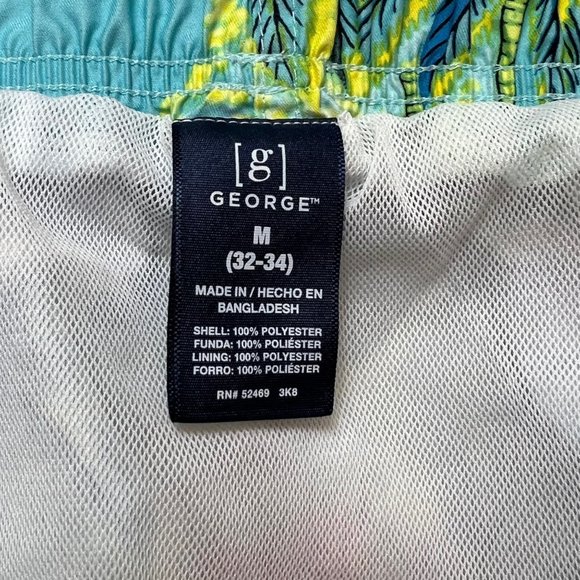 [g]
GEORGE™
M
(32-34)
MADE IN / HECHO EN
BANGLADESH
SHELL: 100% POLYESTER
FUNDA: 100% POLIÉSTER
LINING: 100% POLYESTER
FORRO: 100% POLIÉSTER
RN# 52469 3K8